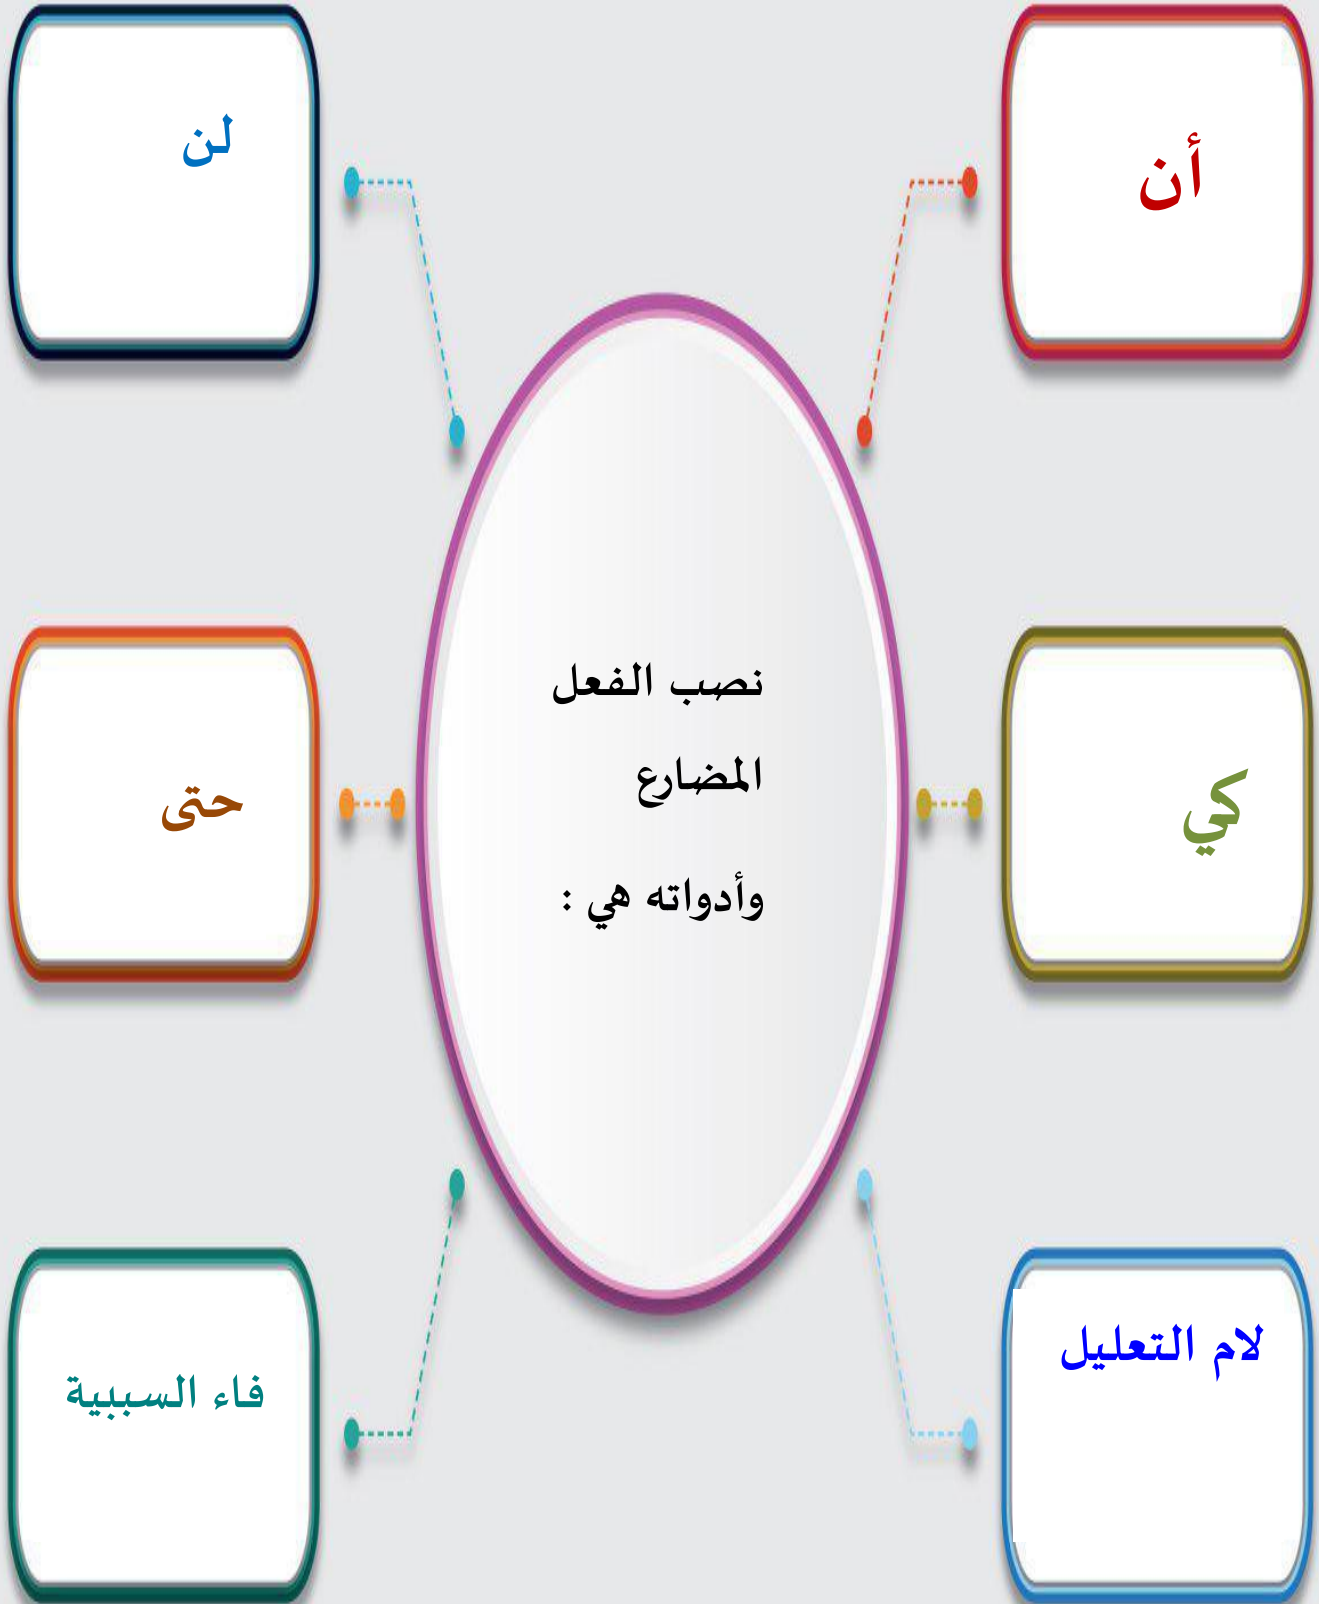 نصب الفعل
المضارع
وأدواته هي :
أن
لن
كي
حتى
لام التعليل
فاء السببية